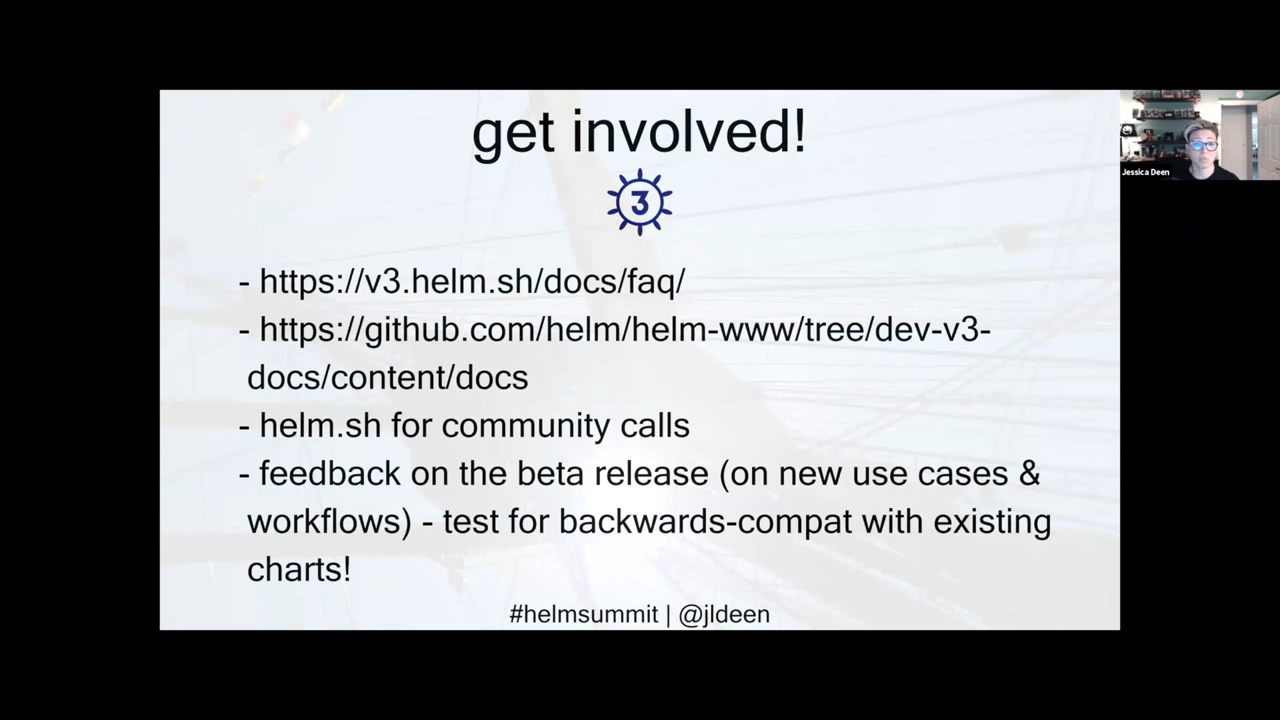 get involved!
3
- https://v3.helm.sh/docs/faq/
- https://github.com/helm/helm-www/tree/dev-v3-
docs/content/docs
- helm.sh for community calls
- feedback on the beta release (on new use cases &
workflows) - test for backwards-compat with existing
charts!
#helmsummit | @jldeen
Jessica Deen